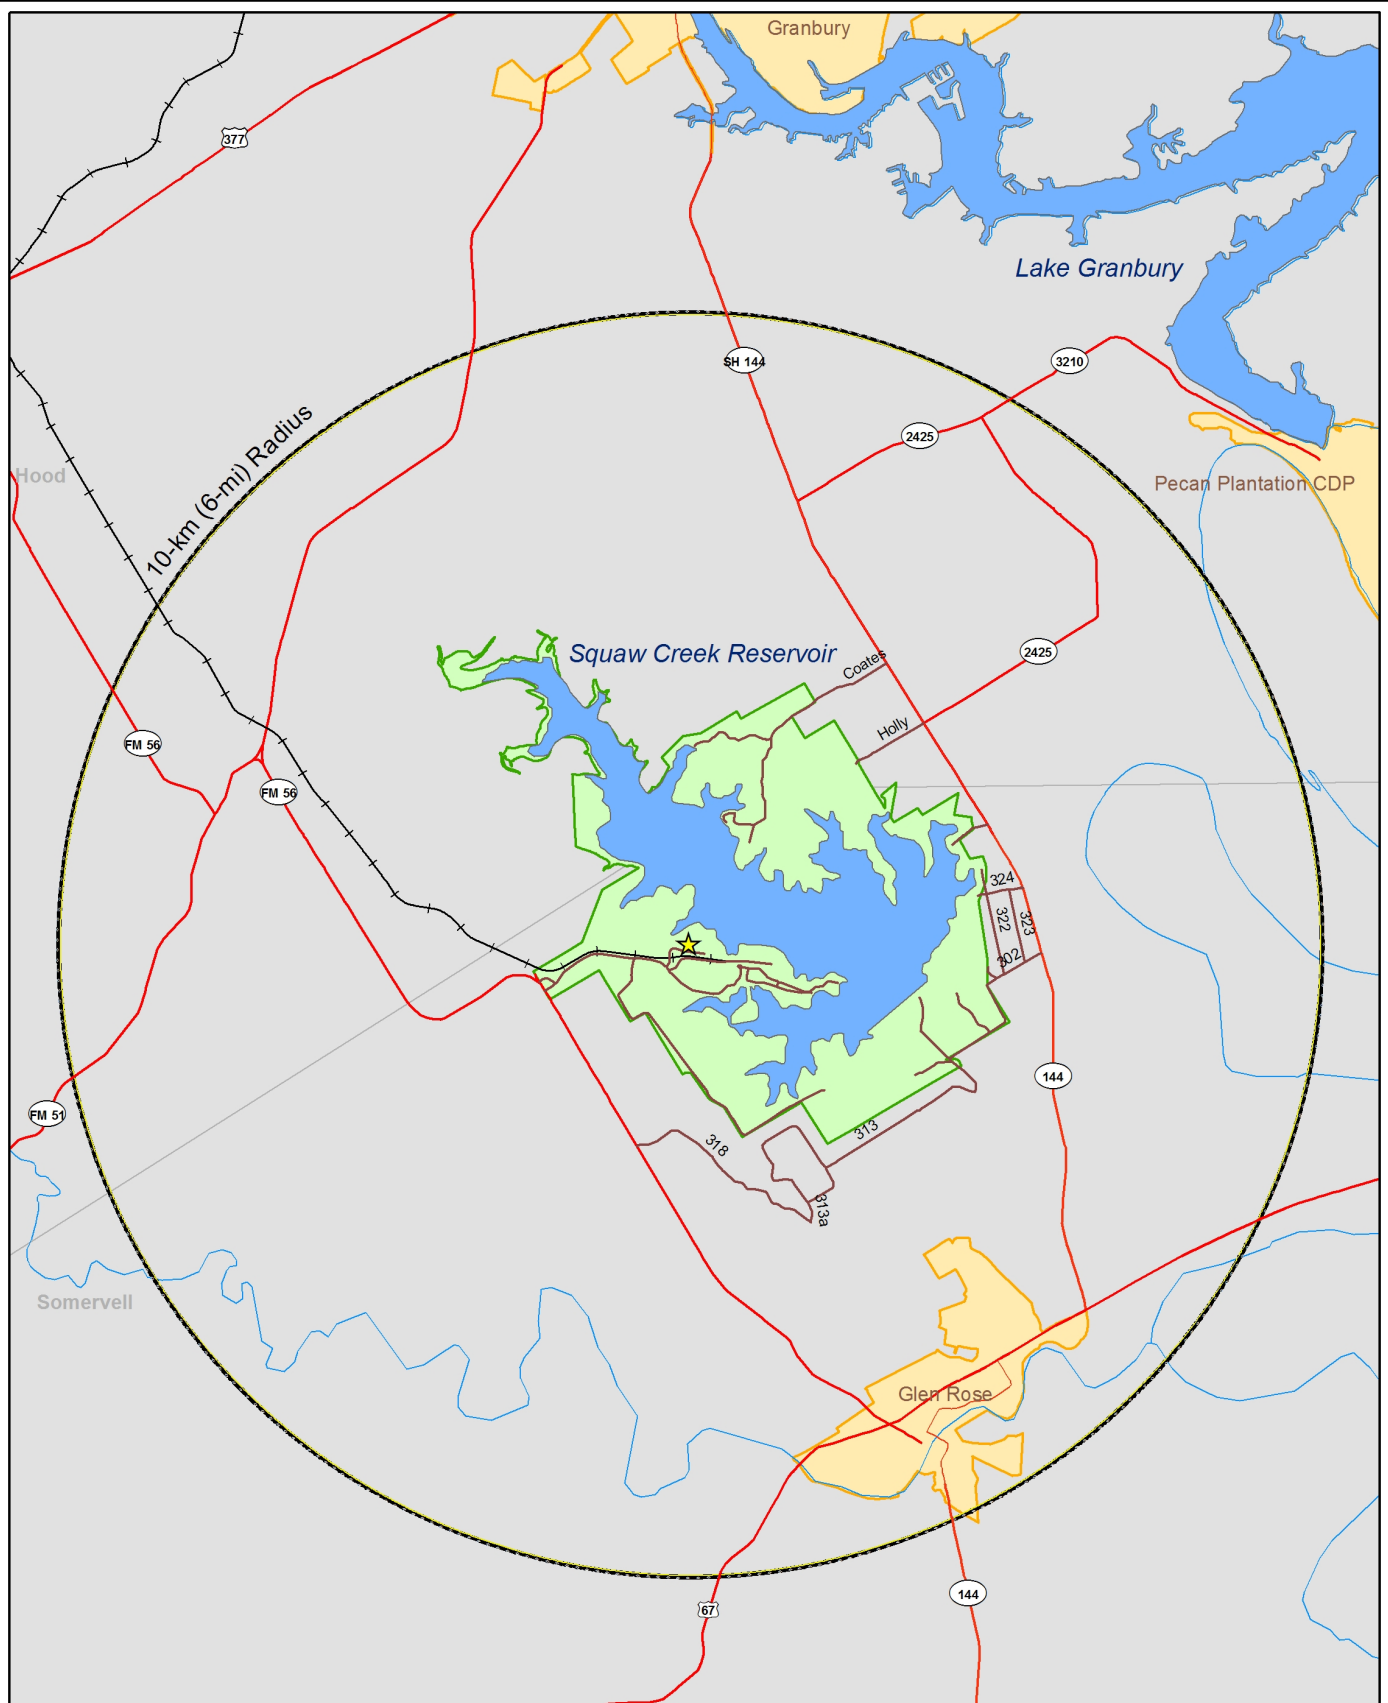 Granbury
377
Lake Granbury
SH 144
3210
10-km (6-mi) Radius
2425
Hood
Pecan Plantation CDP
Squaw Creek Reservoir
Coates
2425
Holly
FM 56
FM 56
324
322
323
302
144
FM 51
313
318
313a
Somervell
Glen Rose
144
67